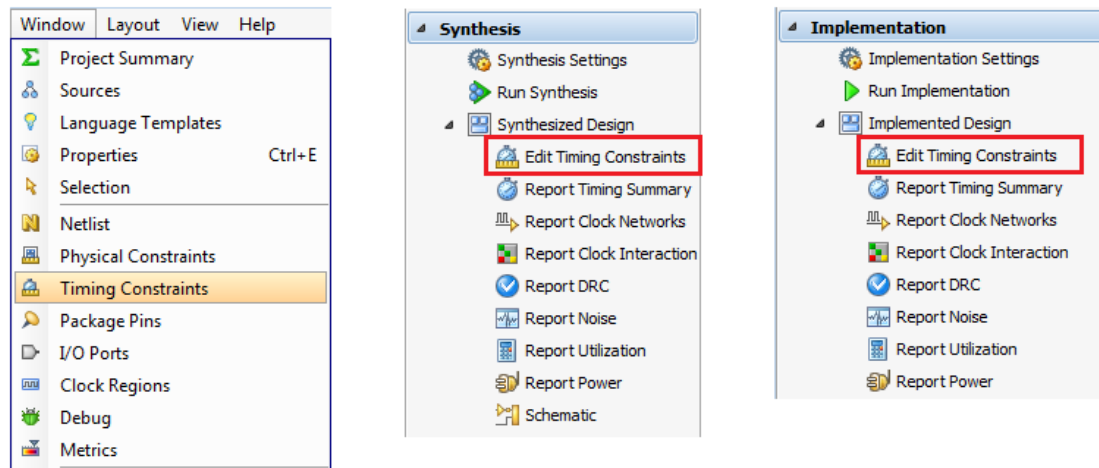 Window Layout View Help
Project Summary
Sources
Language Templates
Properties Ctrl+E
Selection
Netlist
Physical Constraints
Timing Constraints
Package Pins
I/O Ports
Clock Regions
Debug
Metrics
Synthesis
Synthesis Settings
Run Synthesis
Synthesized Design
Edit Timing Constraints
Report Timing Summary
Report Clock Networks
Report Clock Interaction
Report DRC
Report Noise
Report Utilization
Report Power
Schematic
Implementation
Implementation Settings
Run Implementation
Implemented Design
Edit Timing Constraints
Report Timing Summary
Report Clock Networks
Report Clock Interaction
Report DRC
Report Noise
Report Utilization
Report Power